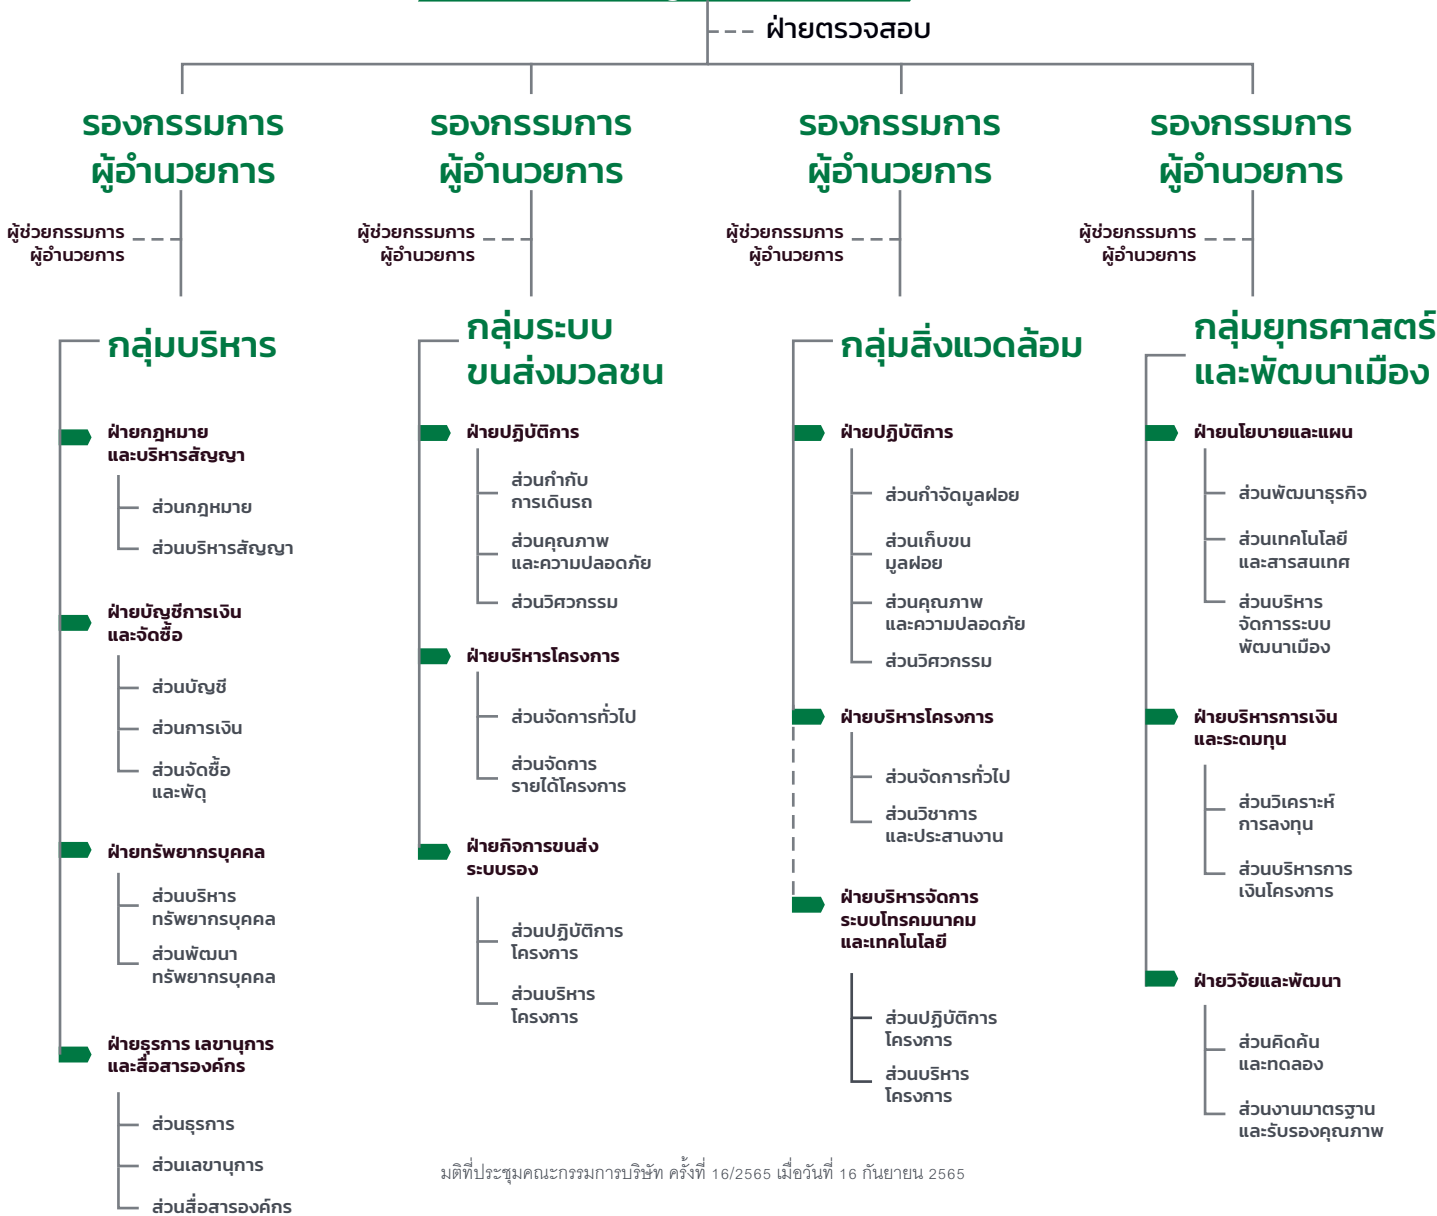 ฝ่ายตรวจสอบ
รองกรรมการ
ผู้อำนวยการ
ผู้ช่วยกรรมการ
ผู้อำนวยการ
กลุ่มบริหาร
ฝ่ายกฎหมาย
และบริหารสัญญา
ส่วนกฎหมาย
ส่วนบริหารสัญญา
ฝ่ายบัญชีการเงิน
และจัดซื้อ
ส่วนบัญชี
ส่วนการเงิน
ส่วนจัดซื้อ
และพัดุ
ฝ่ายทรัพยากรบุคคล
ส่วนบริหาร
ทรัพยากรบุคคล
ส่วนพัฒนา
ทรัพยากรบุคคล
ฝ่ายธุรการ เลขานุการ
และสื่อสารองค์กร
ส่วนธุรการ
ส่วนเลขานุการ
ส่วนสื่อสารองค์กร
รองกรรมการ
ผู้อำนวยการ
ผู้ช่วยกรรมการ
ผู้อำนวยการ
กลุ่มระบบ
ขนส่งมวลชน
ฝ่ายปฏิบัติการ
ส่วนกำกับ
การเดินรถ
ส่วนคุณภาพ
และความปลอดภัย
ส่วนวิศวกรรม
ฝ่ายบริหารโครงการ
ส่วนจัดการทั่วไป
ส่วนจัดการ
รายได้โครงการ
ฝ่ายกิจการขนส่ง
ระบบรอง
ส่วนปฏิบัติการ
โครงการ
ส่วนบริหาร
โครงการ
รองกรรมการ
ผู้อำนวยการ
ผู้ช่วยกรรมการ
ผู้อำนวยการ
กลุ่มสิ่งแวดล้อม
ฝ่ายปฏิบัติการ
ส่วนกำจัดมูลฝอย
ส่วนเก็บขน
มูลฝอย
ส่วนคุณภาพ
และความปลอดภัย
ส่วนวิศวกรรม
ฝ่ายบริหารโครงการ
ส่วนจัดการทั่วไป
ส่วนวิชาการ
และประสานงาน
ฝ่ายบริหารจัดการ
ระบบโทรคมนาคม
และเทคโนโลยี
ส่วนปฏิบัติการ
โครงการ
ส่วนบริหาร
โครงการ
รองกรรมการ
ผู้อำนวยการ
ผู้ช่วยกรรมการ
ผู้อำนวยการ
กลุ่มยุทธศาสตร์
และพัฒนาเมือง
ฝ่ายนโยบายและแผน
ส่วนพัฒนาธุรกิจ
ส่วนเทคโนโลยี
และสารสนเทศ
ส่วนบริหาร
จัดการระบบ
พัฒนาเมือง
ฝ่ายบริหารการเงิน
และระดมทุน
ส่วนวิเคราะห์
การลงทุน
ส่วนบริหารการ
เงินโครงการ
ฝ่ายวิจัยและพัฒนา
ส่วนคิดค้น
และทดลอง
ส่วนงานมาตรฐาน
และรับรองคุณภาพ
มติที่ประชุมคณะกรรมการบริษัท ครั้งที่ 16/2565 เมื่อวันที่ 16 กันยายน 2565